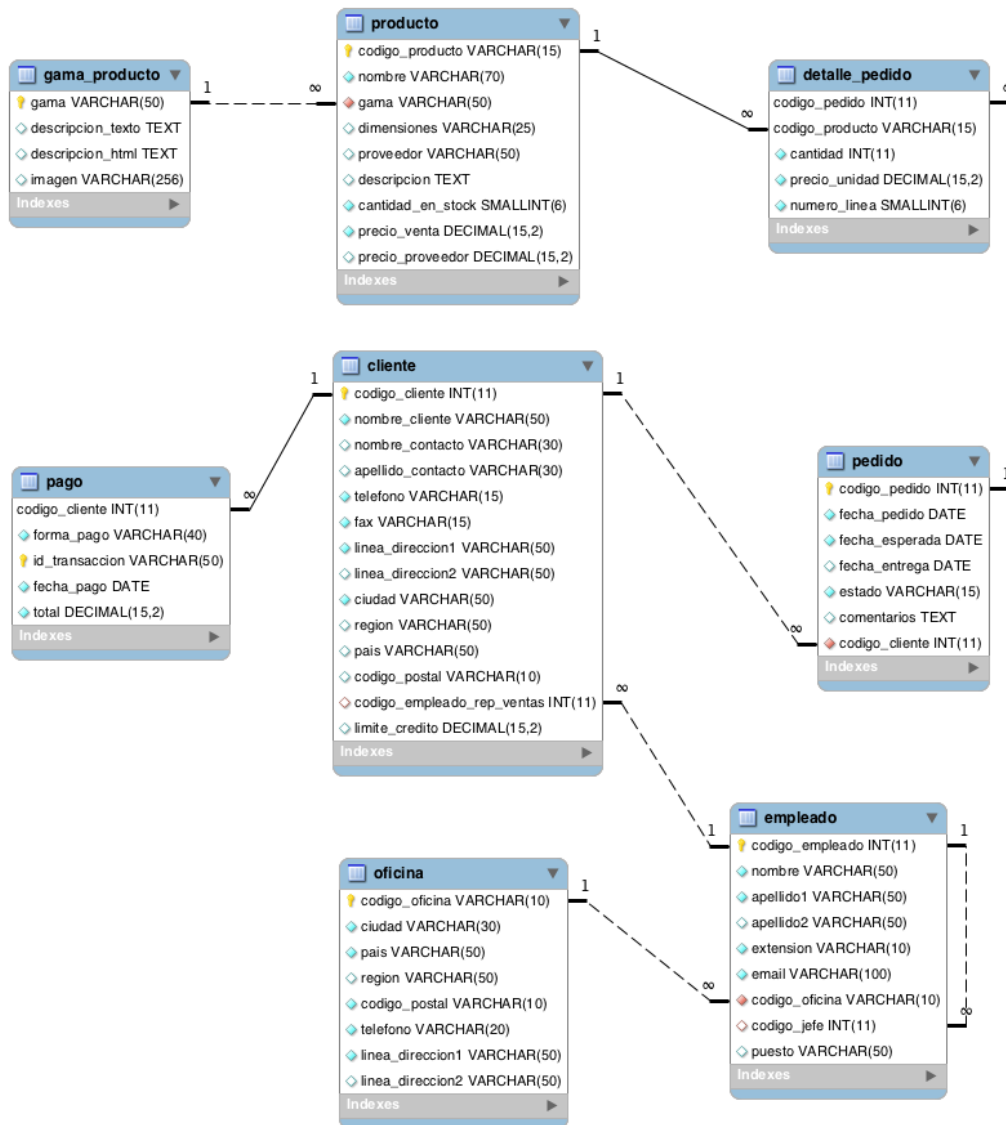 producto
codigo_producto VARCHAR(15)
nombre VARCHAR(70)
gama VARCHAR(50)
dimensiones VARCHAR(25)
proveedor VARCHAR(50)
descripcion TEXT
cantidad_en_stock SMALLINT(6)
precio_venta DECIMAL(15,2)
precio_proveedor DECIMAL(15,2)
Indexes
gama_producto
gama VARCHAR(50)
descripcion_texto TEXT
descripcion_html TEXT
imagen VARCHAR(256)
Indexes
1
∞
1
∞
detalle_pedido
codigo_pedido INT(11)
codigo_producto VARCHAR(15)
cantidad INT(11)
precio_unidad DECIMAL(15,2)
numero_linea SMALLINT(6)
Indexes
∞
cliente
codigo_cliente INT(11)
nombre_cliente VARCHAR(50)
nombre_contacto VARCHAR(30)
apellido_contacto VARCHAR(30)
telefono VARCHAR(15)
fax VARCHAR(15)
linea_direccion1 VARCHAR(50)
linea_direccion2 VARCHAR(50)
ciudad VARCHAR(50)
region VARCHAR(50)
pais VARCHAR(50)
codigo_postal VARCHAR(10)
codigo_empleado_rep_ventas INT(11)
limite_credito DECIMAL(15,2)
Indexes
1
∞
1
∞
∞
1
pago
codigo_cliente INT(11)
forma_pago VARCHAR(40)
id_transaccion VARCHAR(50)
fecha_pago DATE
total DECIMAL(15,2)
Indexes
pedido
codigo_pedido INT(11)
fecha_pedido DATE
fecha_esperada DATE
fecha_entrega DATE
estado VARCHAR(15)
comentarios TEXT
codigo_cliente INT(11)
Indexes
1
oficina
codigo_oficina VARCHAR(10)
ciudad VARCHAR(30)
pais VARCHAR(50)
region VARCHAR(50)
codigo_postal VARCHAR(10)
telefono VARCHAR(20)
linea_direccion1 VARCHAR(50)
linea_direccion2 VARCHAR(50)
Indexes
1
∞
empleado
codigo_empleado INT(11)
nombre VARCHAR(50)
apellido1 VARCHAR(50)
apellido2 VARCHAR(50)
extension VARCHAR(10)
email VARCHAR(100)
codigo_oficina VARCHAR(10)
codigo_jefe INT(11)
puesto VARCHAR(50)
Indexes
1
∞